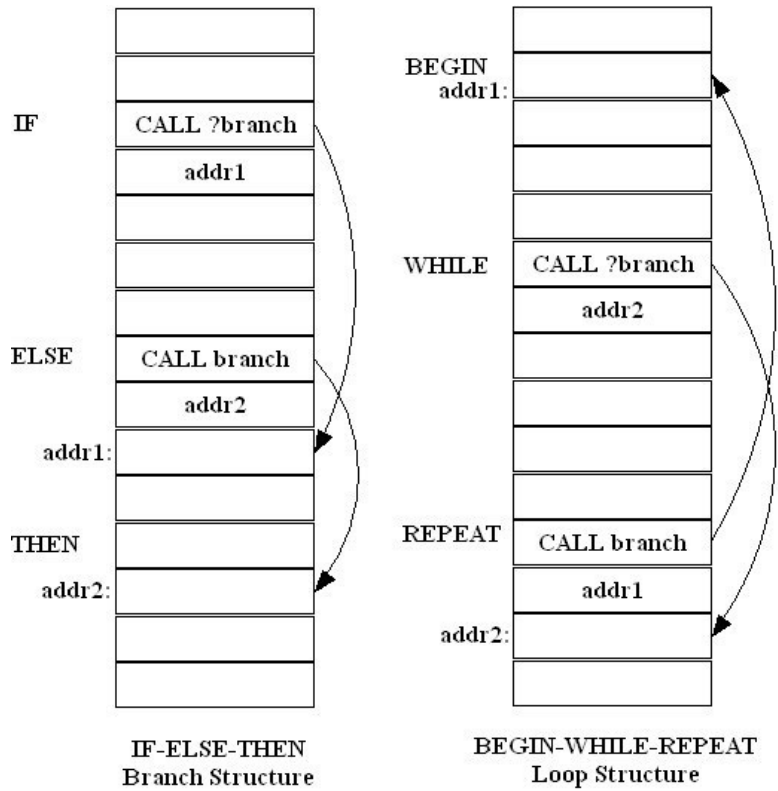 IF
CALL ?branch
addr1
ELSE
CALL branch
addr2
addr1:
THEN
addr2:
IF-ELSE-THEN
Branch Structure
BEGIN
addr1:
WHILE
CALL ?branch
addr2
REPEAT
CALL branch
addr1
addr2:
BEGIN-WHILE-REPEAT
Loop Structure